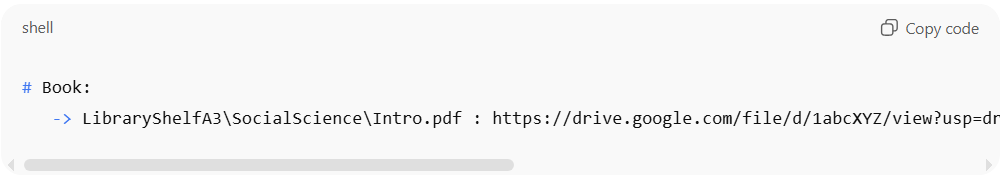 shell
Copy code
# Book:
-> LibraryShelfA3\SocialScience\Intro.pdf : https://drive.google.com/file/d/1abcXYZ/view?usp=dr